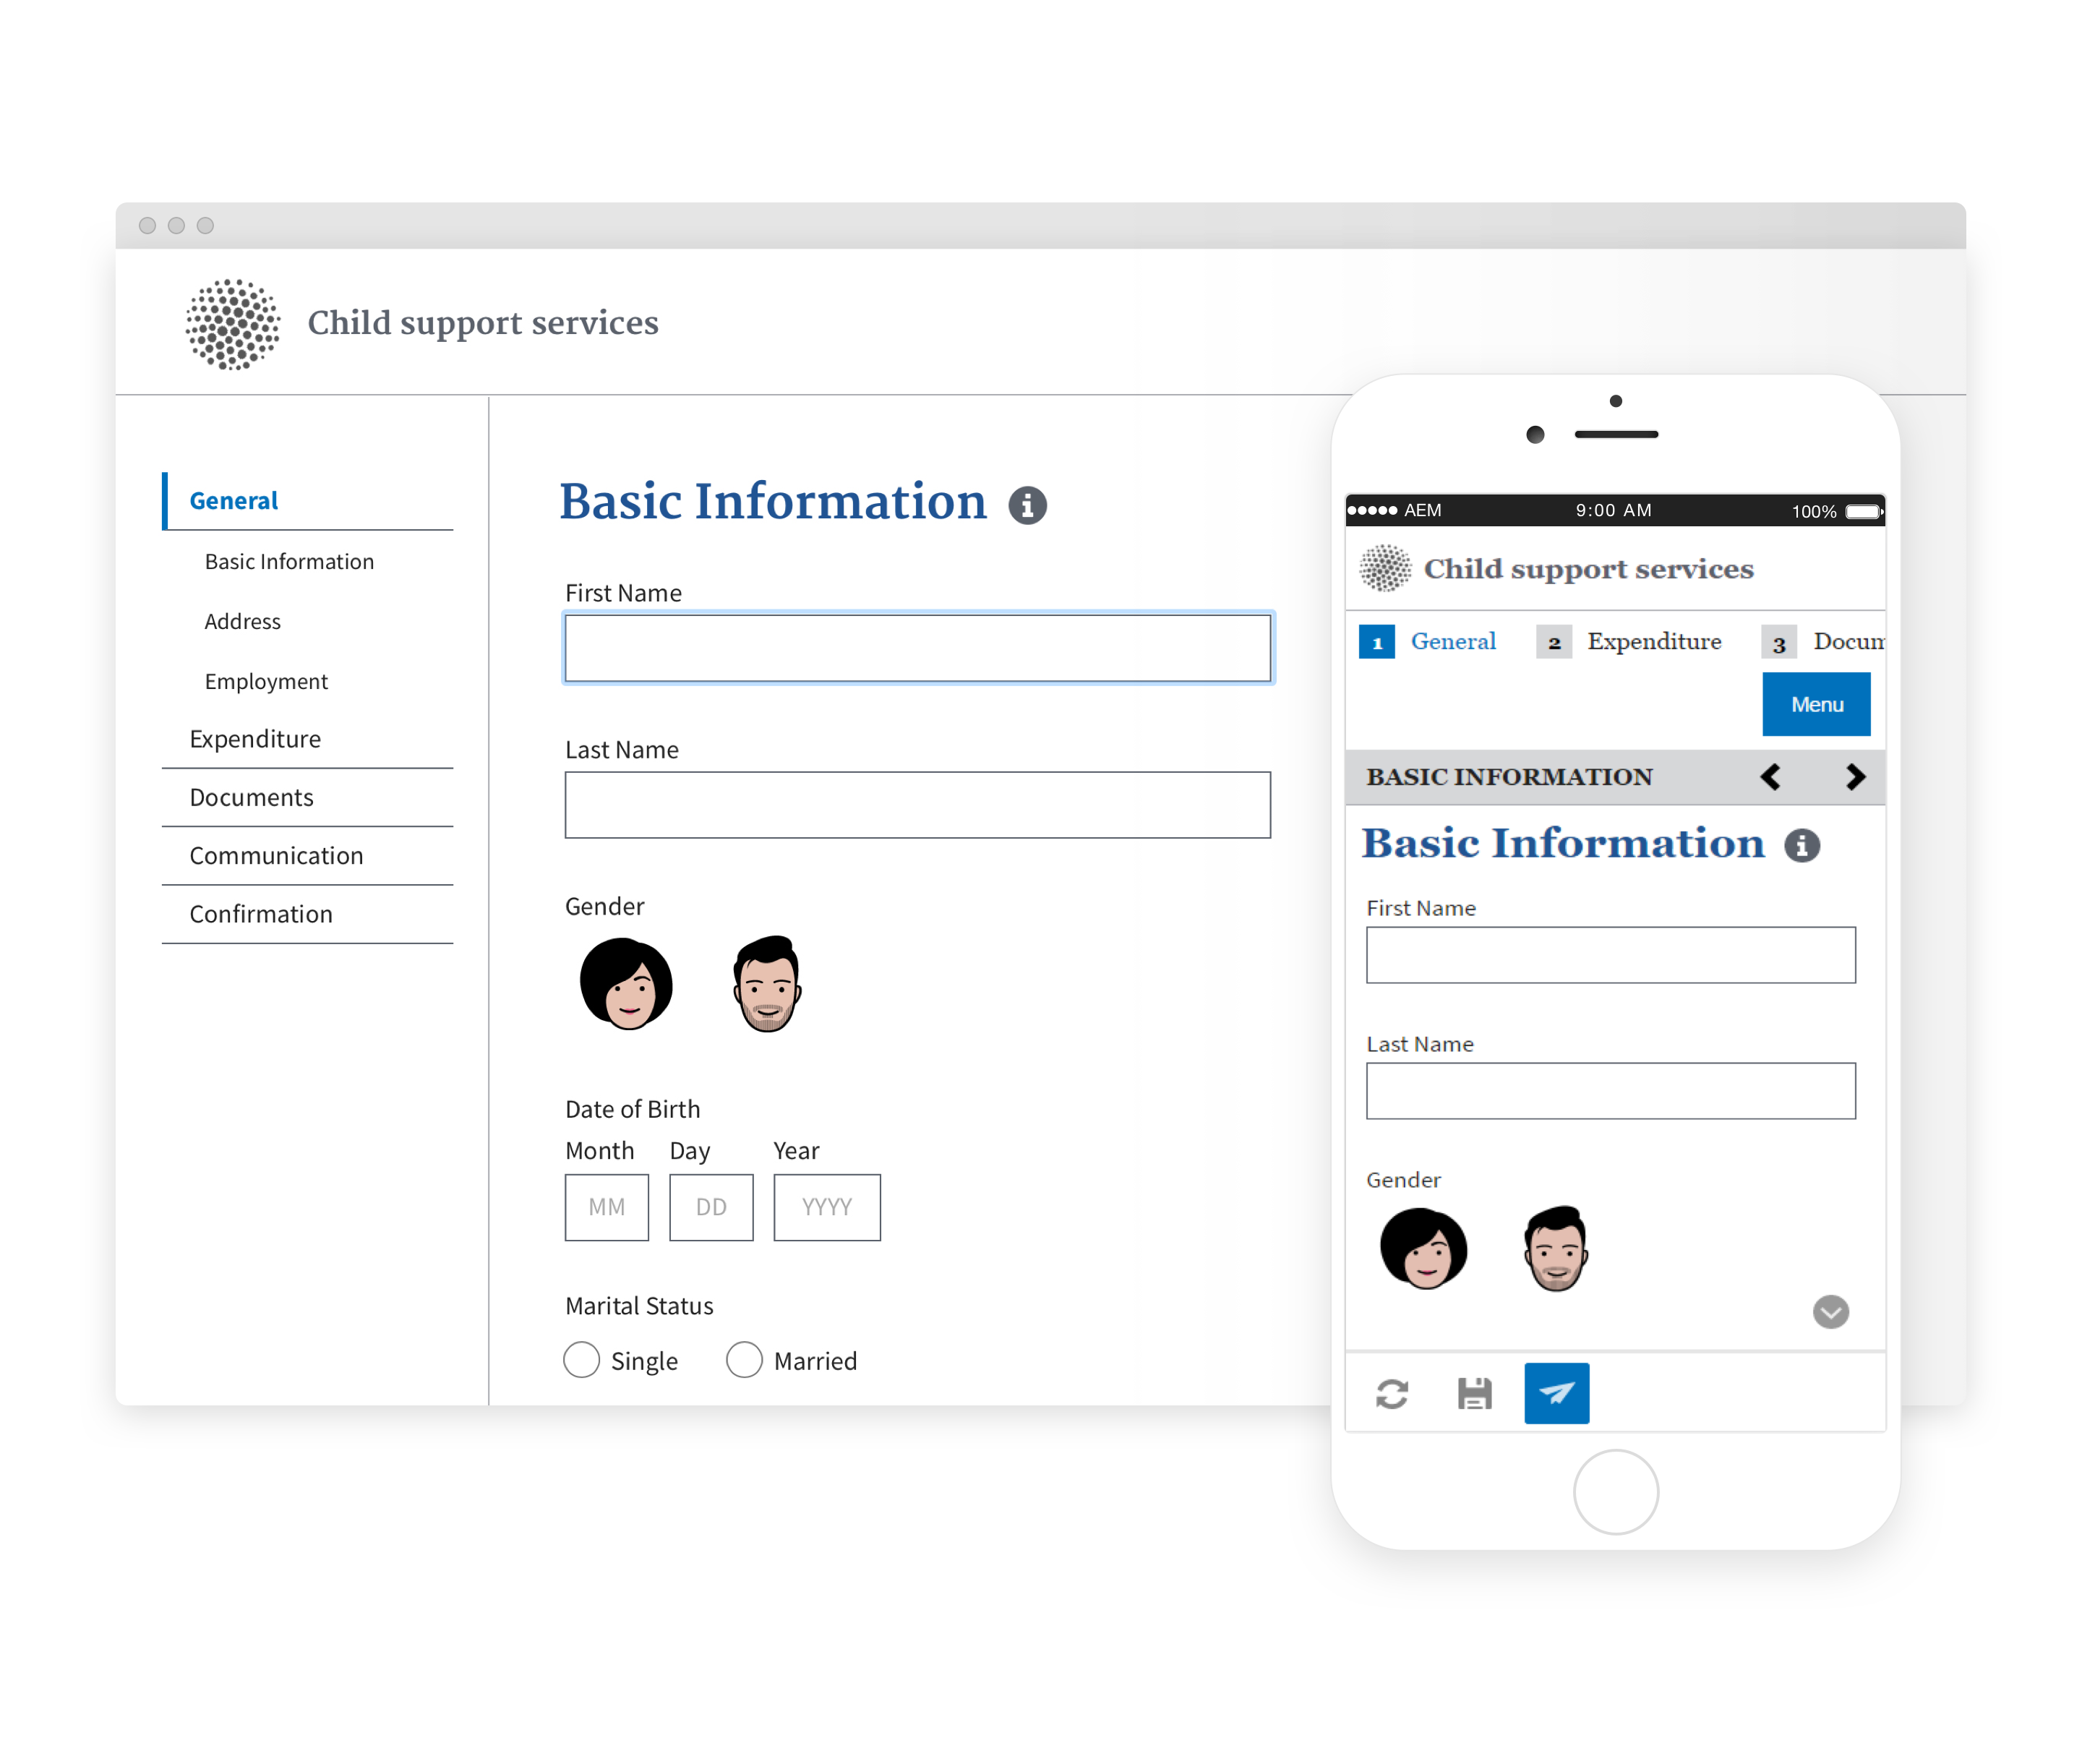 Child support services
General
Basic Information
Address
Employment
Expenditure
Documents
Communication
Confirmation
Basic Information
First Name
Last Name
Gender
Date of Birth
Month Day Year
MM DD YYYY
Marital Status
Single Married
AEM 9:00 AM 100%
Child support services
1 General 2 Expenditure 3 Docum
Menu
BASIC INFORMATION
Basic Information
First Name
Last Name
Gender